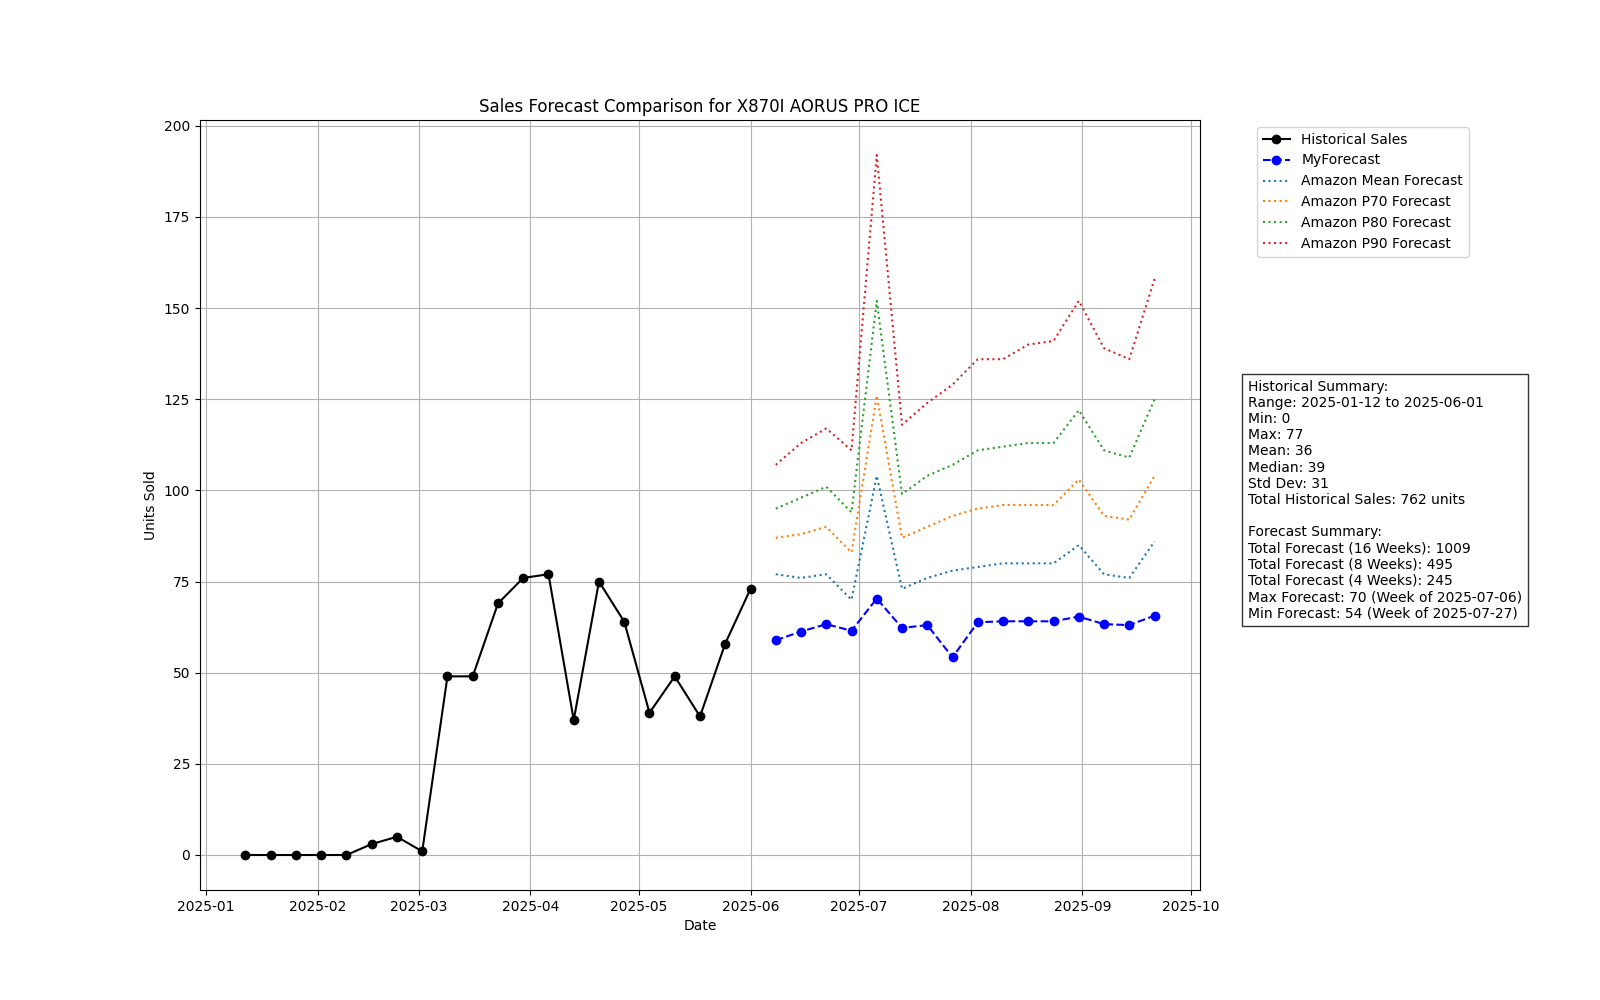 Sales Forecast Comparison for X870I AORUS PRO ICE
200
175
150
125
100
75
50
25
0
Units Sold
2025-01 2025-02 2025-03 2025-04 2025-05 2025-06 2025-07 2025-08 2025-09 2025-10
Date
Historical Sales
MyForecast
Amazon Mean Forecast
Amazon P70 Forecast
Amazon P80 Forecast
Amazon P90 Forecast
Historical Summary:
Range: 2025-01-12 to 2025-06-01
Min: 0
Max: 77
Mean: 36
Median: 39
Std Dev: 31
Total Historical Sales: 762 units
Forecast Summary:
Total Forecast (16 Weeks): 1009
Total Forecast (8 Weeks): 495
Total Forecast (4 Weeks): 245
Max Forecast: 70 (Week of 2025-07-06)
Min Forecast: 54 (Week of 2025-07-27)